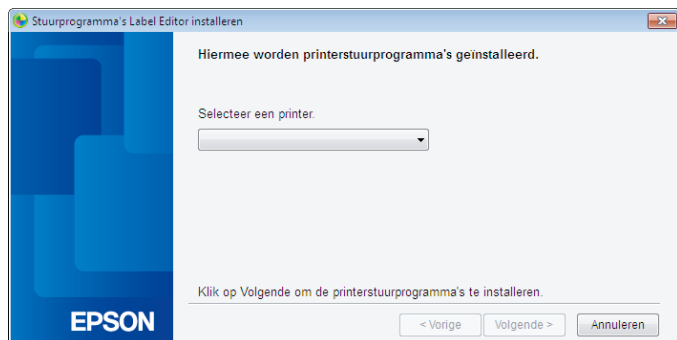 Stuurprogramma's Label Editor installeren
Hiermee worden printerstuurprogramma's geïnstalleerd.
Selecteer een printer.
Klik op Volgende om de printerstuurprogramma's te installeren.
EPSON
< Vorige
Volgende >
Annuleren